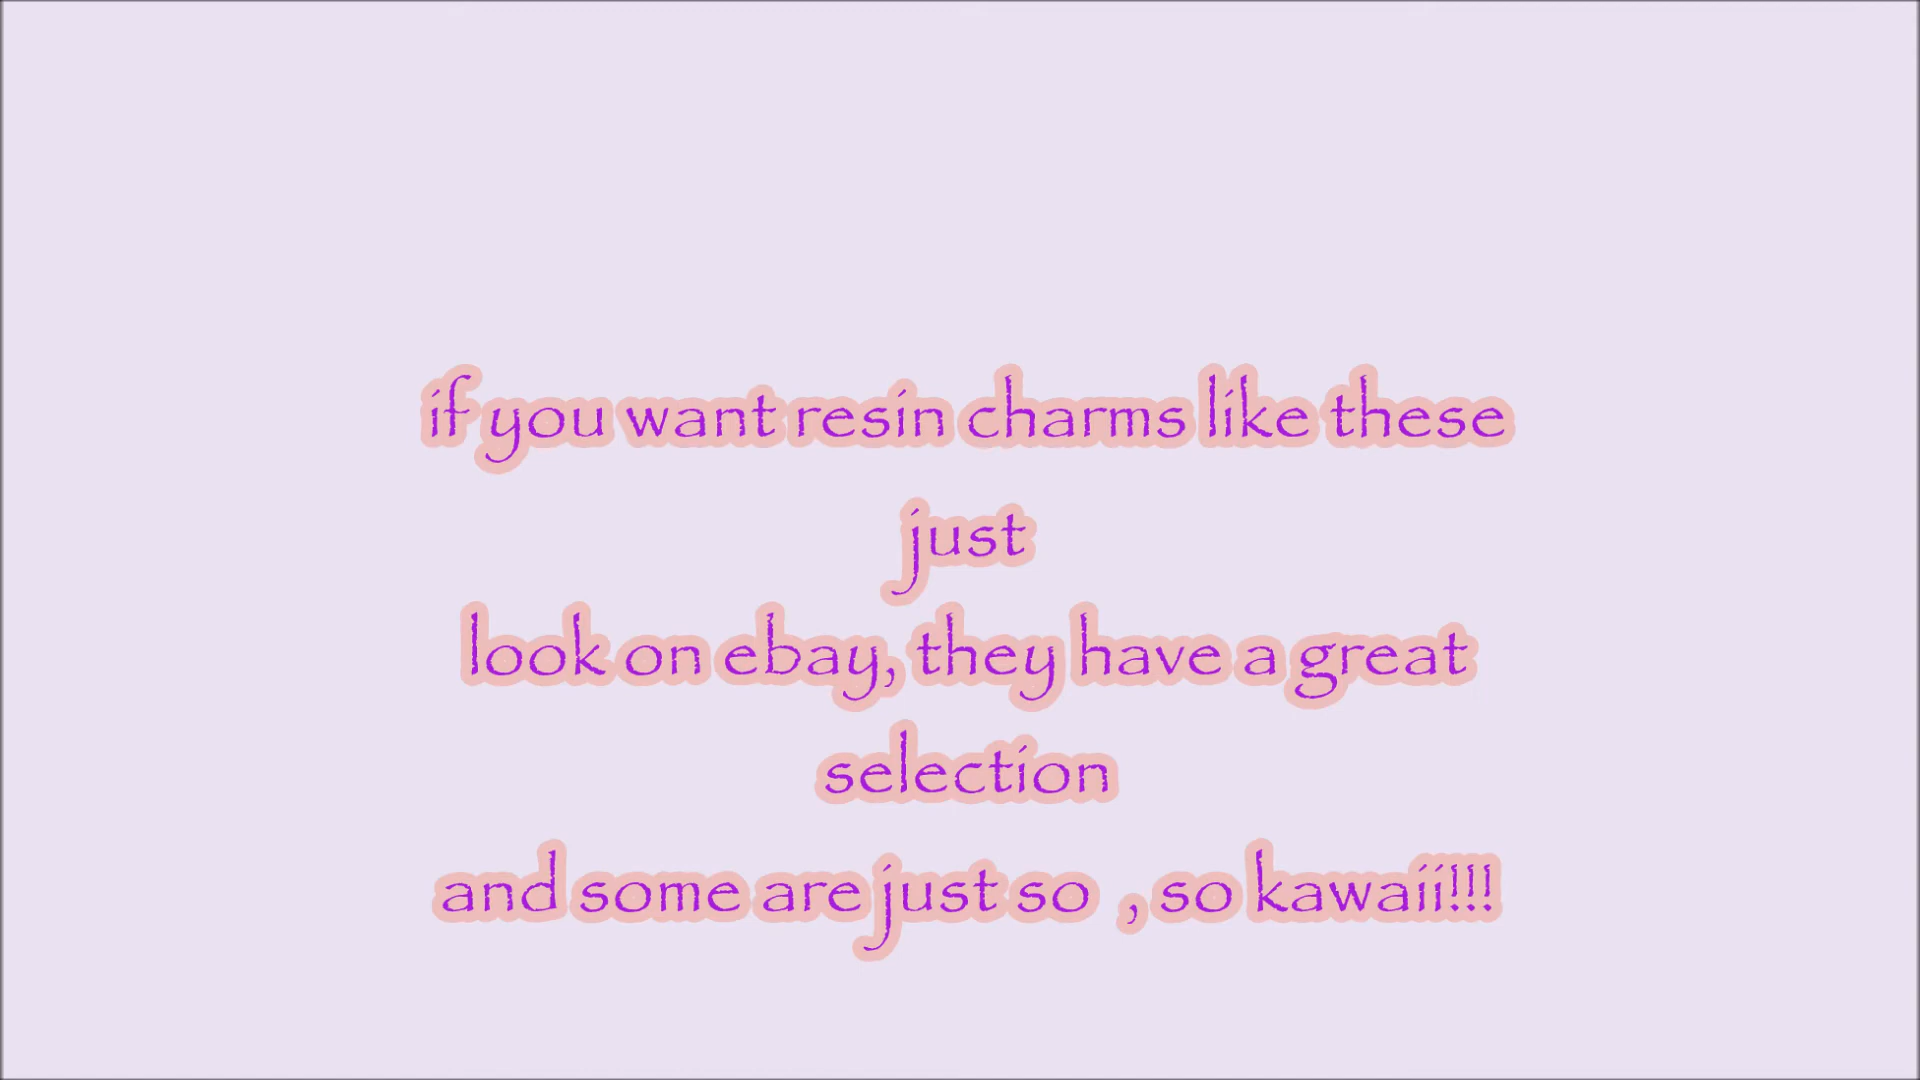 if you want resin charms like these
just
look on ebay, they have a great
selection
and some are just so , so kawaii!!!